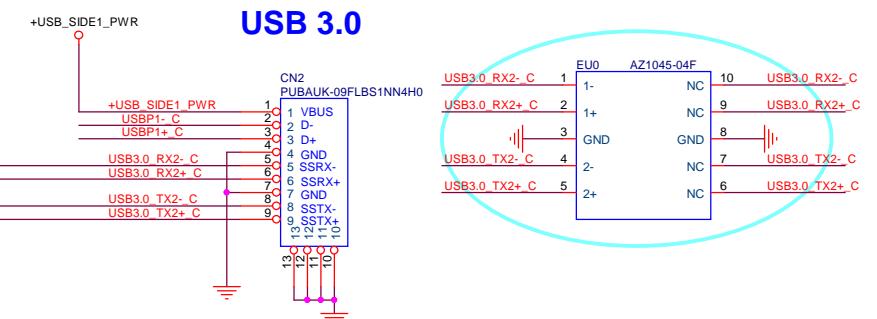 USB 3.0
+USB_SIDE1_PWR
CN2
PUBAUK-09FLBS1NN4H0
+USB_SIDE1_PWR 1 1 VBUS
USBP1-_C 2 2 D-
USBP1+_C 3 3 D+
4 4 GND
USB3.0_RX2-_C 5 5 SSRX-
USB3.0_RX2+_C 6 6 SSRX+
7 7 GND
USB3.0_TX2-_C 8 8 SSTX-
USB3.0_TX2+_C 9 9 SSTX+
13 12 11 10
13 12 11 10
EU0 AZ1045-04F
USB3.0_RX2-_C 1 1- NC 10 USB3.0_RX2-_C
USB3.0_RX2+_C 2 1+ NC 9 USB3.0_RX2+_C
3 GND GND 8
USB3.0_TX2-_C 4 2- NC 7 USB3.0_TX2-_C
USB3.0_TX2+_C 5 2+ NC 6 USB3.0_TX2+_C